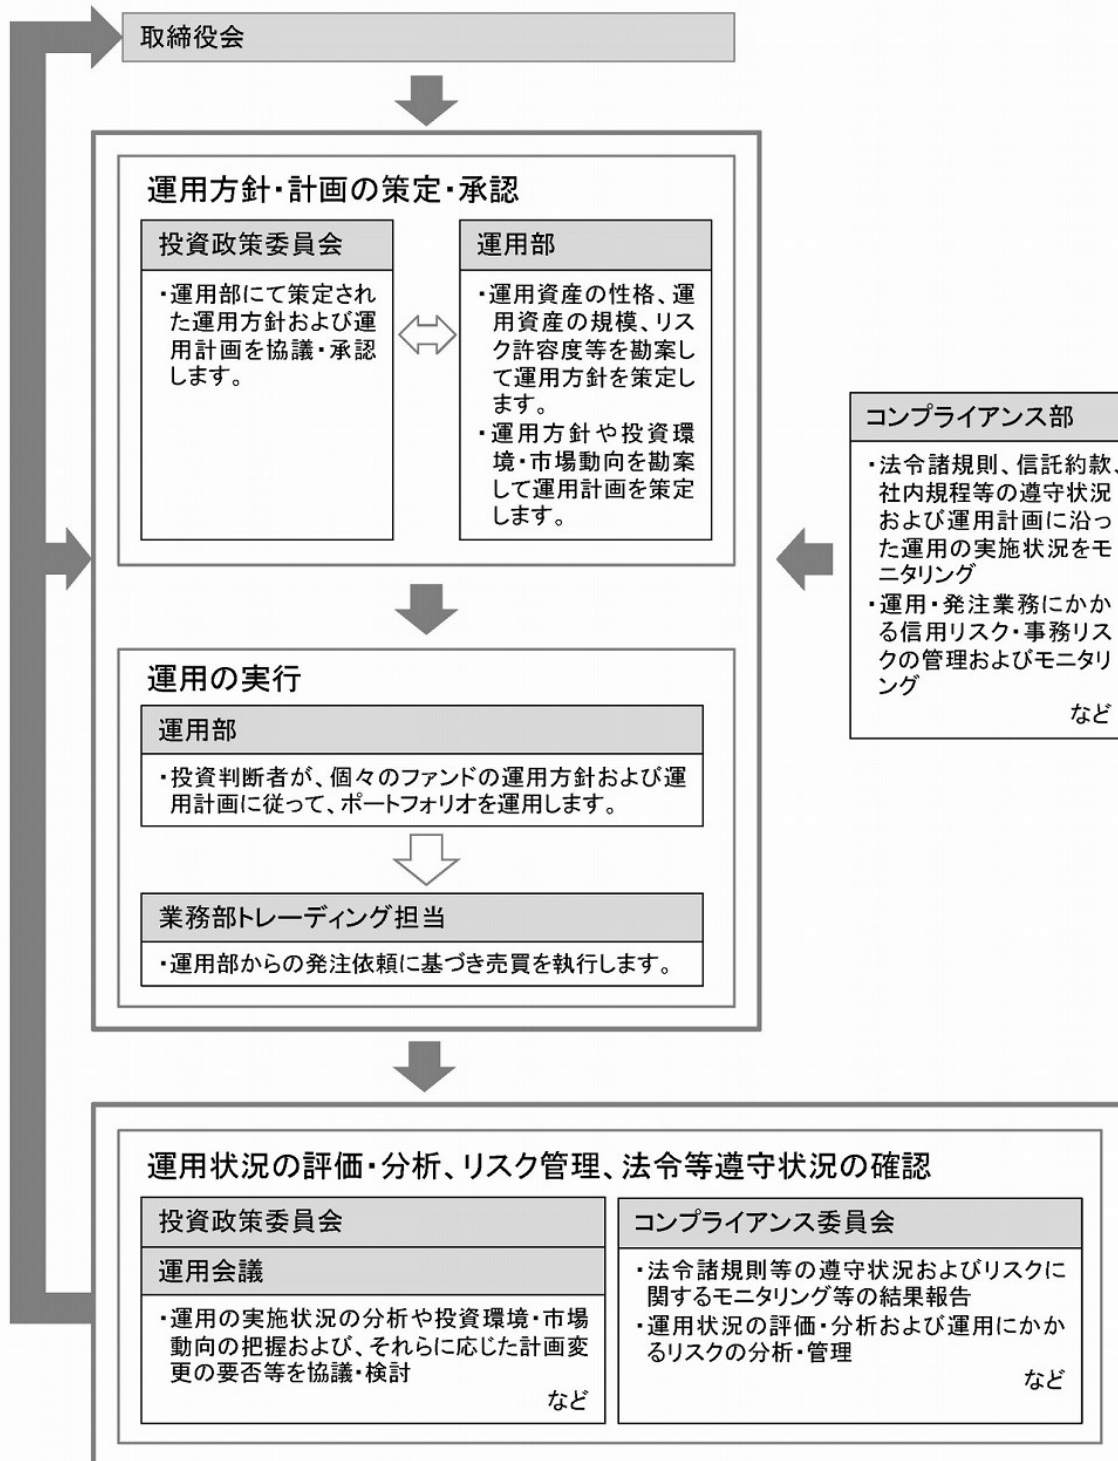 取締役会
運用方針・計画の策定・承認
投資政策委員会
・運用部にて策定され
た運用方針および運
用計画を協議・承認
します。
運用部
・運用資産の性格、運
用資産の規模、リス
ク許容度等を勘案し
て運用方針を策定し
ます。
・運用方針や投資環
境・市場動向を勘案
して運用計画を策定
します。
コンプライアンス部
・法令諸規則、信託約款、
社内規程等の遵守状況
および運用計画に沿っ
た運用の実施状況をモ
ニタリング
・運用・発注業務にかか
る信用リスク・事務リス
クの管理およびモニタリ
ング
など
運用の実行
運用部
・投資判断者が、個々のファンドの運用方針および運
用計画に従って、ポートフォリオを運用します。
業務部トレーディング担当
・運用部からの発注依頼に基づき売買を執行します。
運用状況の評価・分析、リスク管理、法令等遵守状況の確認
投資政策委員会
運用会議
・運用の実施状況の分析や投資環境・市場
動向の把握および、それらに応じた計画変
更の要否等を協議・検討
など
コンプライアンス委員会
・法令諸規則等の遵守状況およびリスクに
関するモニタリング等の結果報告
・運用状況の評価・分析および運用にかか
るリスクの分析・管理
など